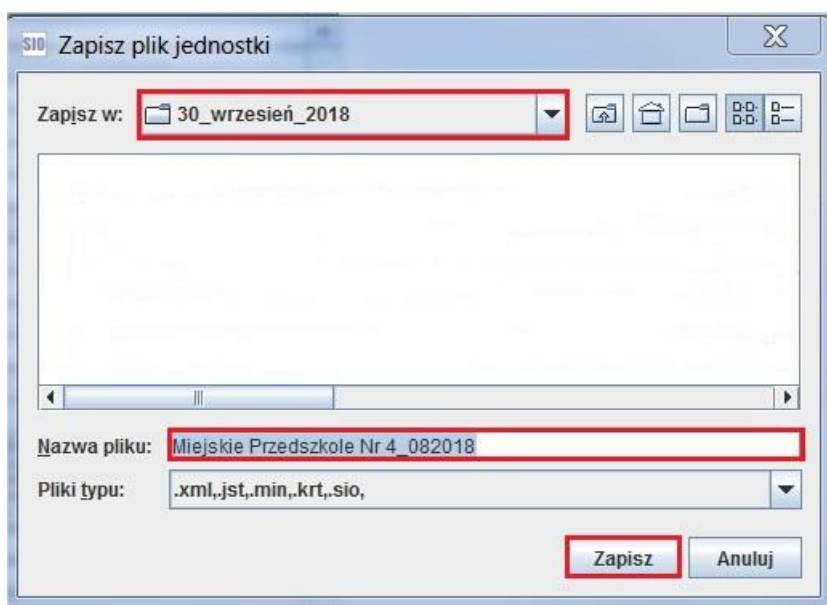 SIO Zapisz plik jednostki
Zapisz w: 30_wrzesień_2018
Nazwa pliku: Miejskie Przedszkole Nr 4_082018
Pliki typu: .xml,.jst,.min,.krt,.sio,
Zapisz Anuluj